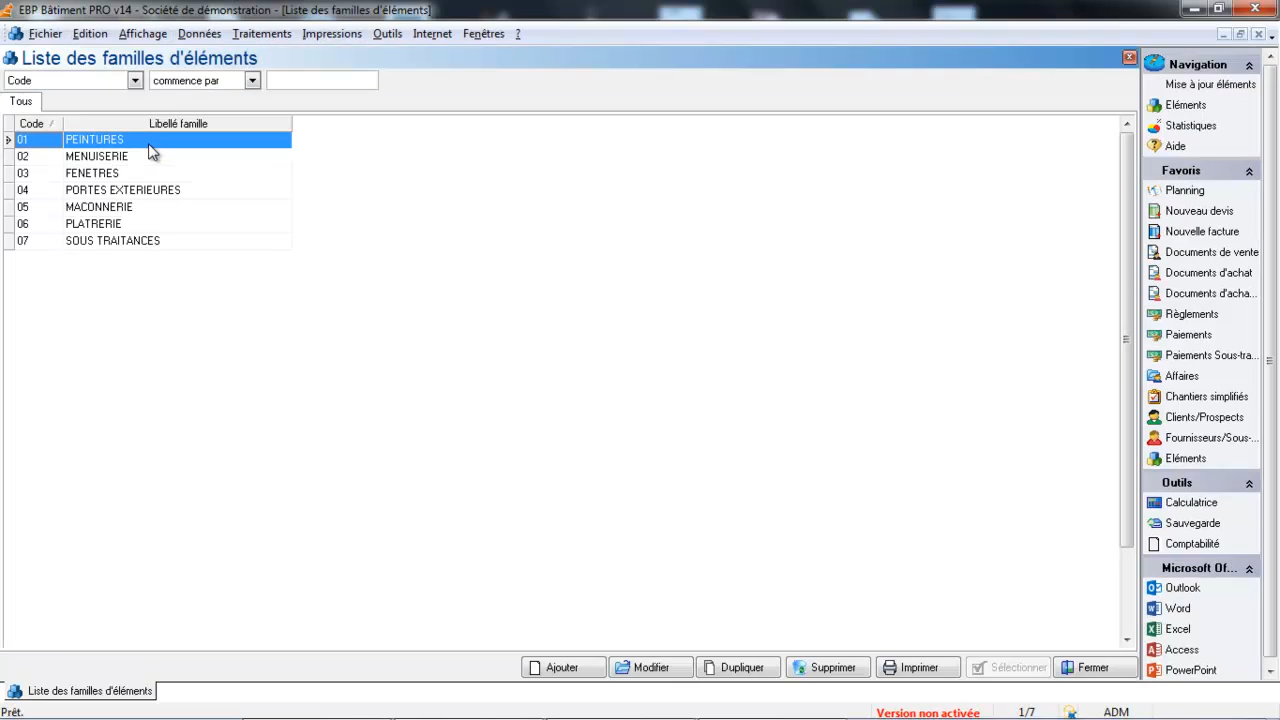 EBP Bâtiment PRO v14 - Société de démonstration - [Liste des familles d'éléments]
Fichier Edition Affichage Données Traitements Impressions Outils Internet Fenêtres ?
Liste des familles d'éléments
Code commence par
Tous
Code Libellé famille
01 PEINTURES
02 MENUISERIE
03 FENETRES
04 PORTES EXTERIEURES
05 MACONNERIE
06 PLATRERIE
07 SOUS TRAITANCES
Navigation
Mise à jour éléments
Eléments
Statistiques
Aide
Favoris
Planning
Nouveau devis
Nouvelle facture
Documents de vente
Documents d'achat
Documents d'acha...
Règlements
Paiements
Paiements Sous-tra...
Affaires
Chantiers simplifiés
Clients/Prospects
Fournisseurs/Sous-...
Eléments
Outils
Calculatrice
Sauvegarde
Comptabilité
Microsoft Of...
Outlook
Word
Excel
Access
PowerPoint
Ajouter Modifier Dupliquer Supprimer Imprimer Sélectionner Fermer
Liste des familles d'éléments
Prêt. Version non activée 1/7 ADM